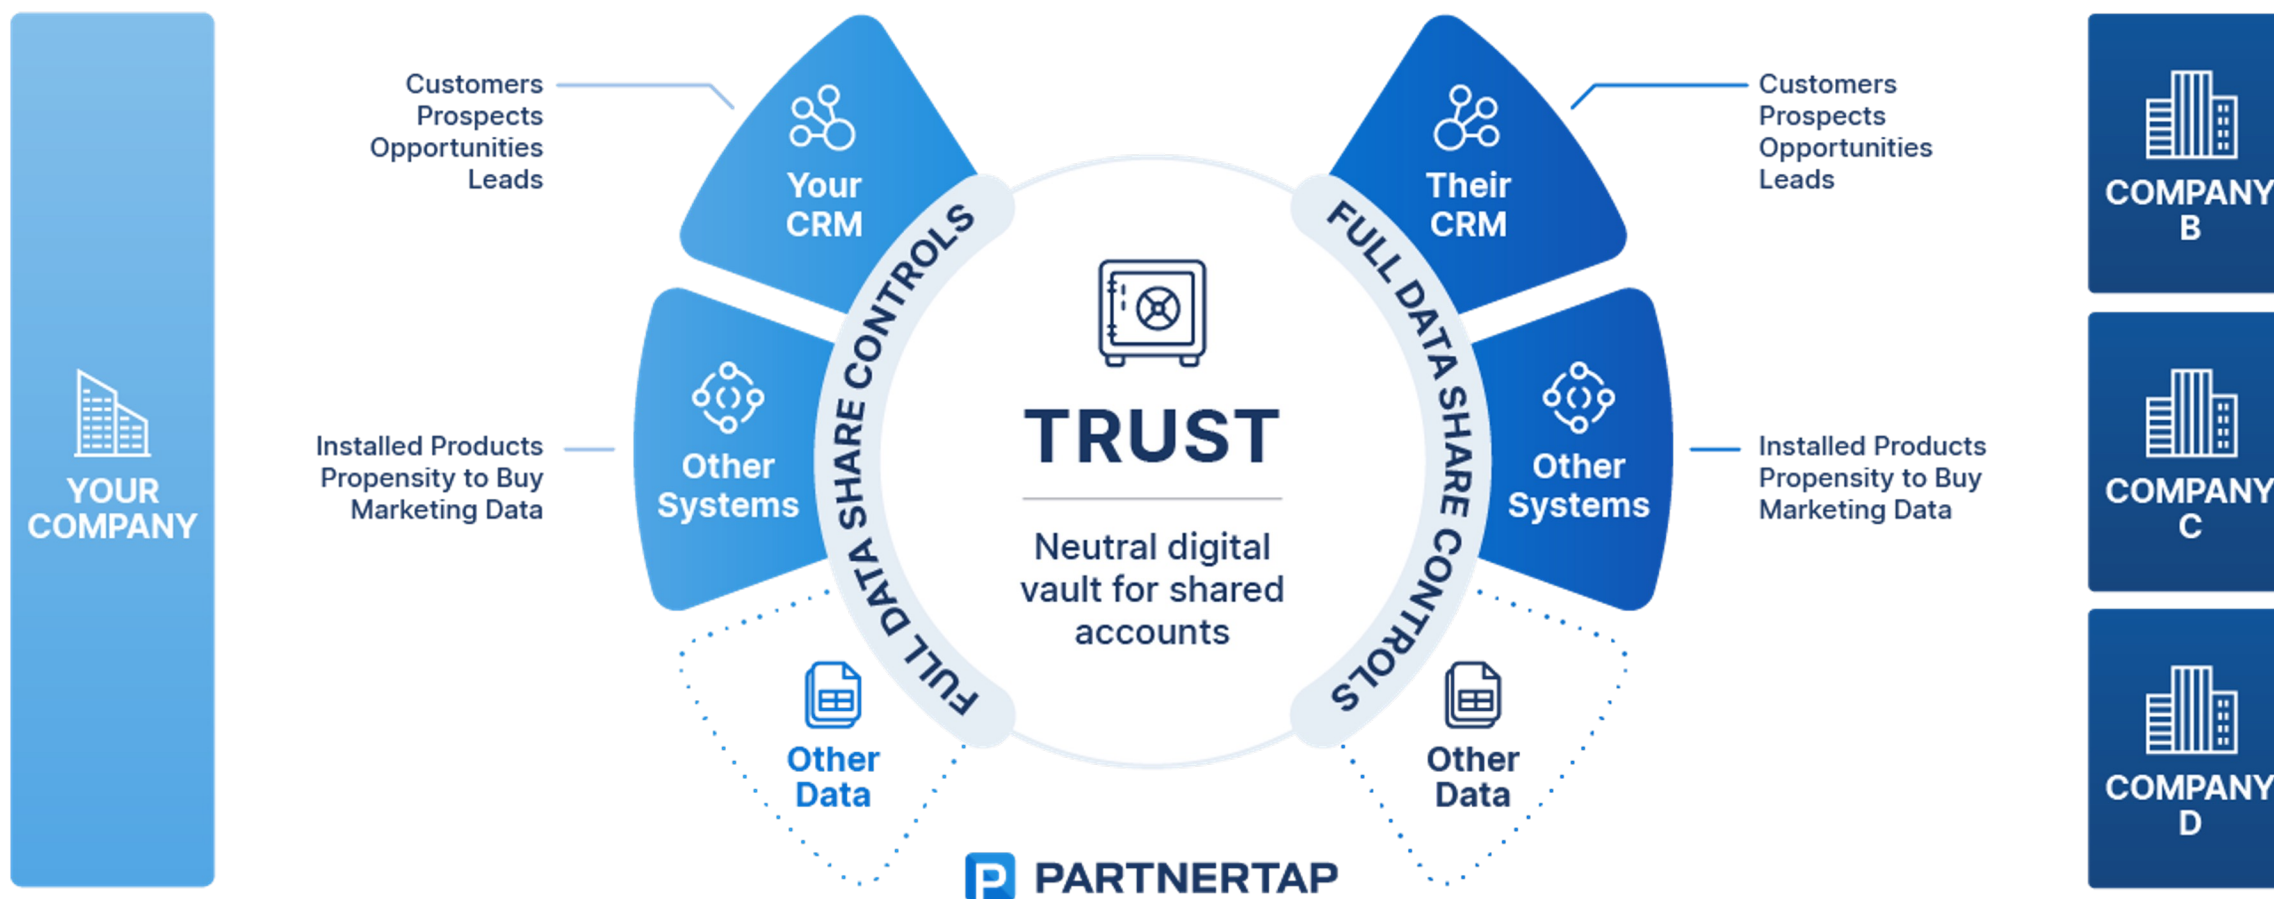 YOUR
COMPANY
Customers
Prospects
Opportunities
Leads
Installed Products
Propensity to Buy
Marketing Data
Your
CRM
Other
Systems
Other
Data
FULL DATA SHARE CONTROLS
TRUST
Neutral digital
vault for shared
accounts
FULL DATA SHARE CONTROLS
Their
CRM
Other
Systems
Other
Data
Customers
Prospects
Opportunities
Leads
Installed Products
Propensity to Buy
Marketing Data
COMPANY
B
COMPANY
C
COMPANY
D
P PARTNERTAP